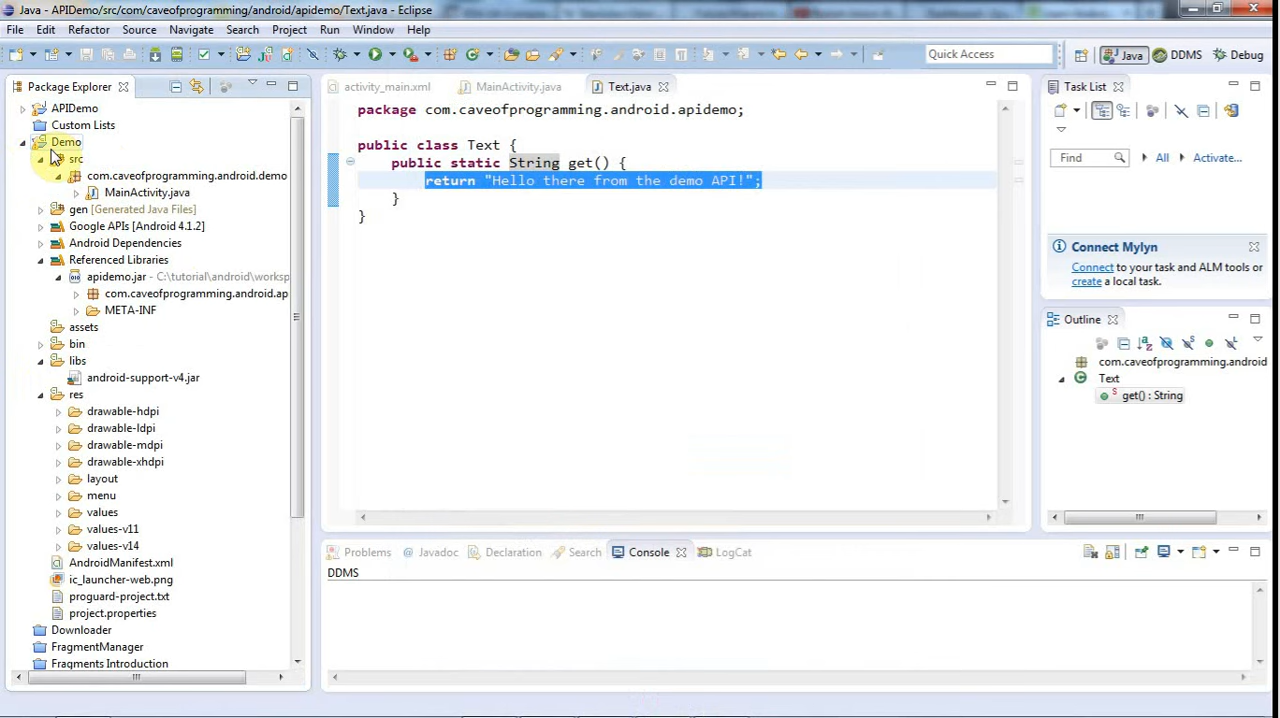 Java - APIDemo/src/com/caveofprogramming/android/apidemo/Text.java - Eclipse
File Edit Refactor Source Navigate Search Project Run Window Help
Quick Access Java DDMS Debug
Package Explorer
APIDemo
Custom Lists
Demo
src
com.caveofprogramming.android.demo
MainActivity.java
gen [Generated Java Files]
Google APIs [Android 4.1.2]
Android Dependencies
Referenced Libraries
apidemo.jar - C:\tutorial\android\worksp
com.caveofprogramming.android.ap
META-INF
assets
bin
libs
android-support-v4.jar
res
drawable-hdpi
drawable-ldpi
drawable-mdpi
drawable-xhdpi
layout
menu
values
values-v11
values-v14
AndroidManifest.xml
ic_launcher-web.png
proguard-project.txt
project.properties
Downloader
FragmentManager
Fragments Introduction
activity_main.xml MainActivity.java Text.java
package com.caveofprogramming.android.apidemo;
public class Text {
public static String get() {
return "Hello there from the demo API!";
}
}
Problems Javadoc Declaration Search Console LogCat
DDMS
Task List
Find All Activate...
Connect Mylyn
Connect to your task and ALM tools or
create a local task.
Outline
com.caveofprogramming.android
Text
get() : String